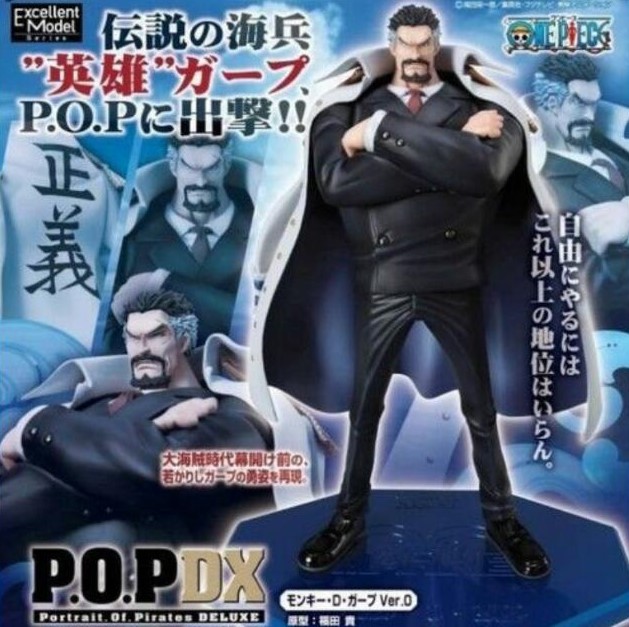 Excellent
Model
Series
伝説の海兵
"英雄"ガープ、
P.O.Pに出撃!!
ONE PIECE
正義
自由にやるには
これ以上の地位はいらん。
大海賊時代幕開け前の、
若かりしガープの勇姿を再現。
P.O.P DX
Portrait.Of.Pirates DELUXE
モンキー・D・ガープ Ver.0
原型：福田 貴